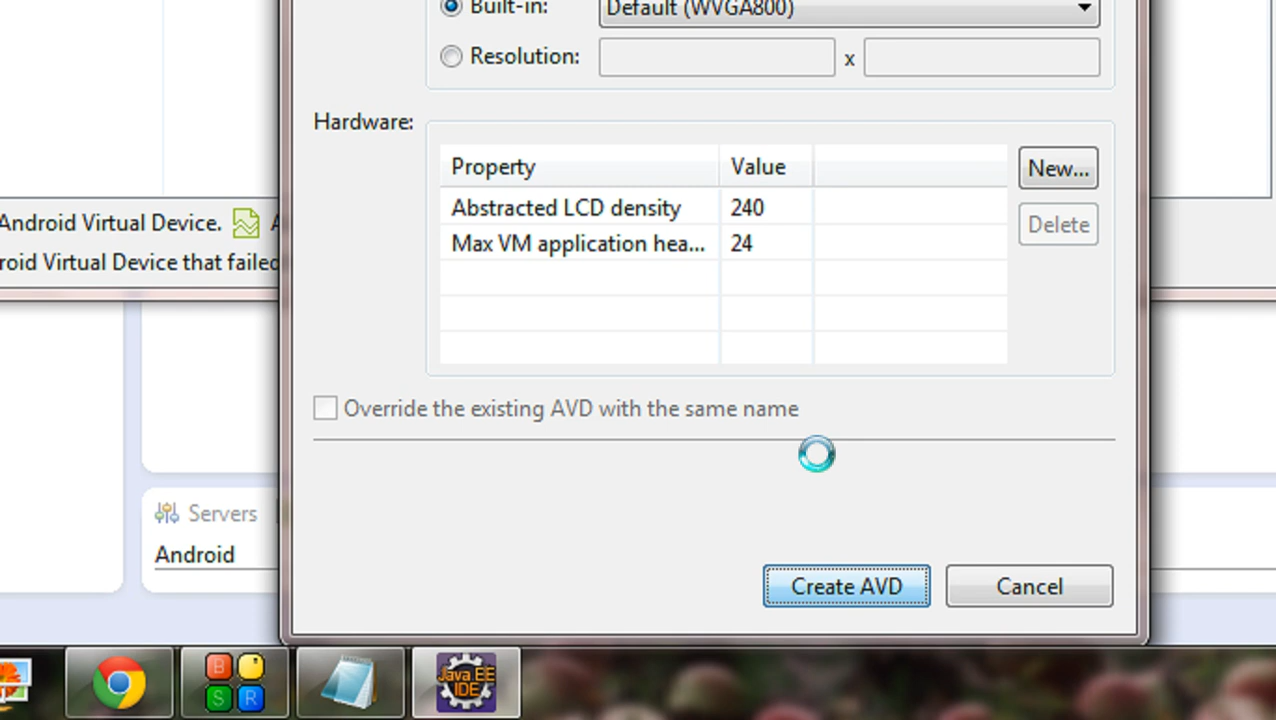 Built-in:
Default (WVGA800)
Resolution:
x
Hardware:
Property
Value
New...
Abstracted LCD density
240
Delete
Max VM application hea...
24
Android Virtual Device.
A
roid Virtual Device that failed
Override the existing AVD with the same name
Servers
Android
Create AVD
Cancel
B
S
R
Java EE
IDE